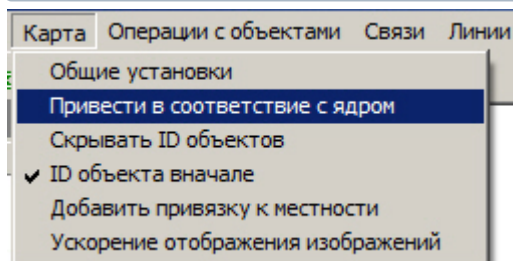 Карта Операции с объектами Связи Линии
Общие установки
Привести в соответствие с ядром
Скрывать ID объектов
ID объекта вначале
Добавить привязку к местности
Ускорение отображения изображений